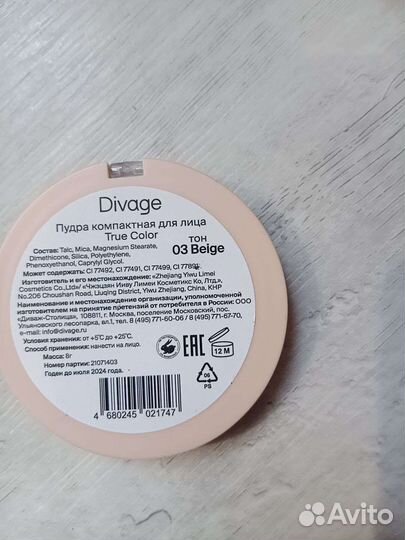 Divage
Пудра компактная для лица
True Color
Состав: Talc, Mica, Magnesium Stearate,
Dimethicone, Silica, Polyethylene,
Phenoxyethanol, Caprylyl Glycol.
ТОН
03 Beige
Может содержать: CI 77492, CI 77491, CI 77499, CI 77891.
Изготовитель и его местонахождение: «Zhejiang Yiwu Limei
Cosmetics Co.,Ltd»/ «Чжэцзян Ииву Лимеи Косметикс Ко, Лтд.»,
No.206 Choushan Road, Liuqing District, Yiwu Zhejiang, China, КНР
Наименование и местонахождение организации, уполномоченной
изготовителем на принятие претензий от потребителя в России: ООО
«Диваж-Столица», 108811, г. Москва, поселение Московский, пос.
Ульяновского лесопарка, вл.1, тел. 8 (495) 771-60-06 / 8 (495) 771-67-70,
e-mail: info@divage.ru
Условия хранения: от +5°C до +25°C.
Способ применения: нанести на лицо.
Масса: 8г
Номер партии: 21071403
Годен до июля 2024 года.
EAC
12 M
06
PS
4 680245 021747
Avito